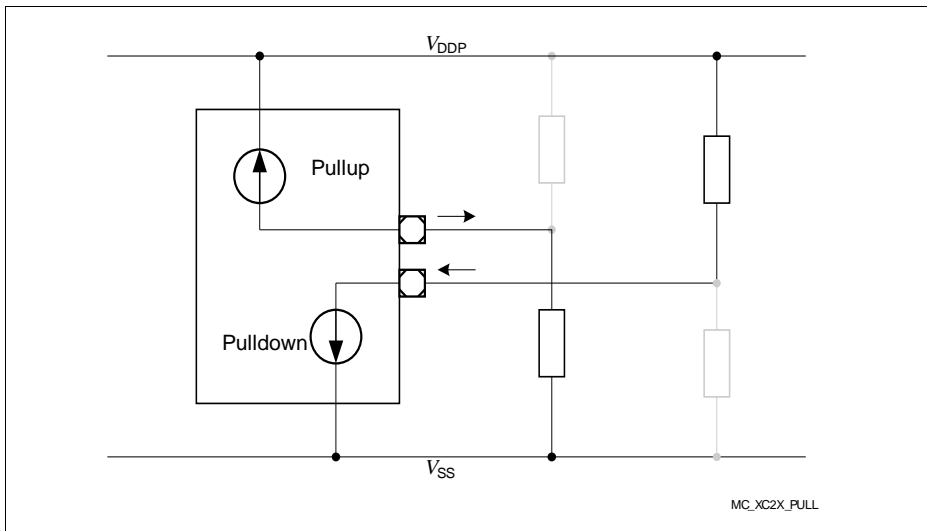 VDDP
Pullup
Pulldown
VSS
MC_XC2X_PULL